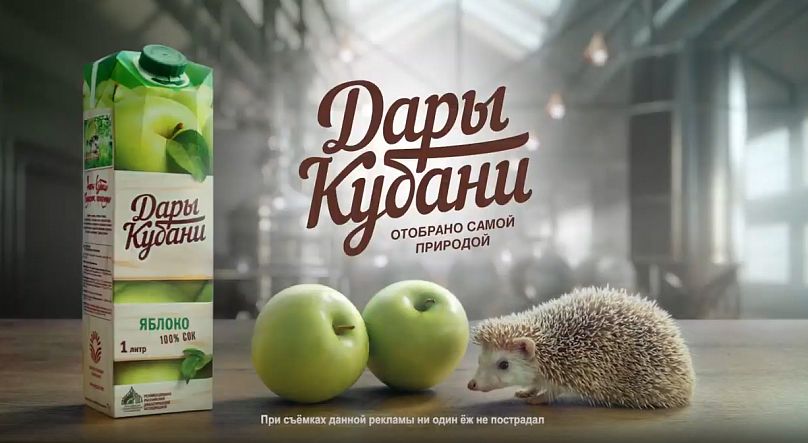 Дары
Кубани
ОТОБРАНО САМОЙ
ПРИРОДОЙ
Дары
Кубани
ЯБЛОКО
100% СОК
1 литр
При съёмках данной рекламы ни один ёж не пострадал